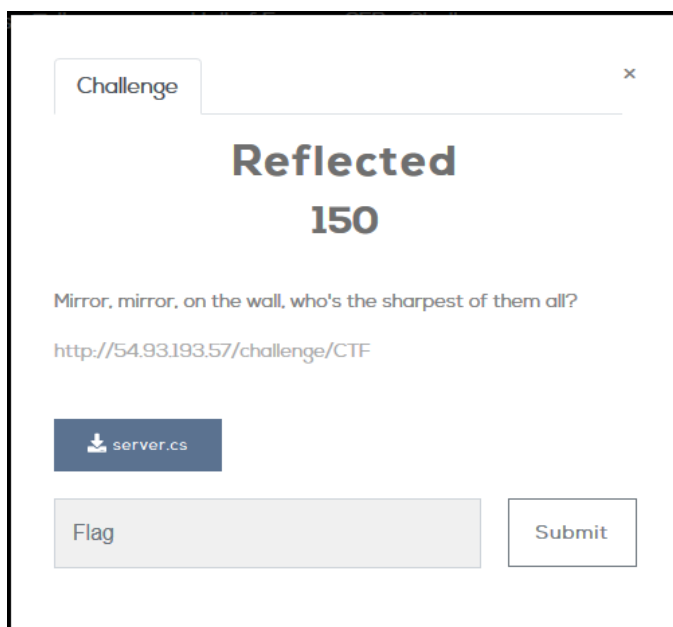 Challenge
×
Reflected
150
Mirror, mirror, on the wall, who's the sharpest of them all?
http://54.93.193.57/challenge/CTF
server.cs
Flag
Submit